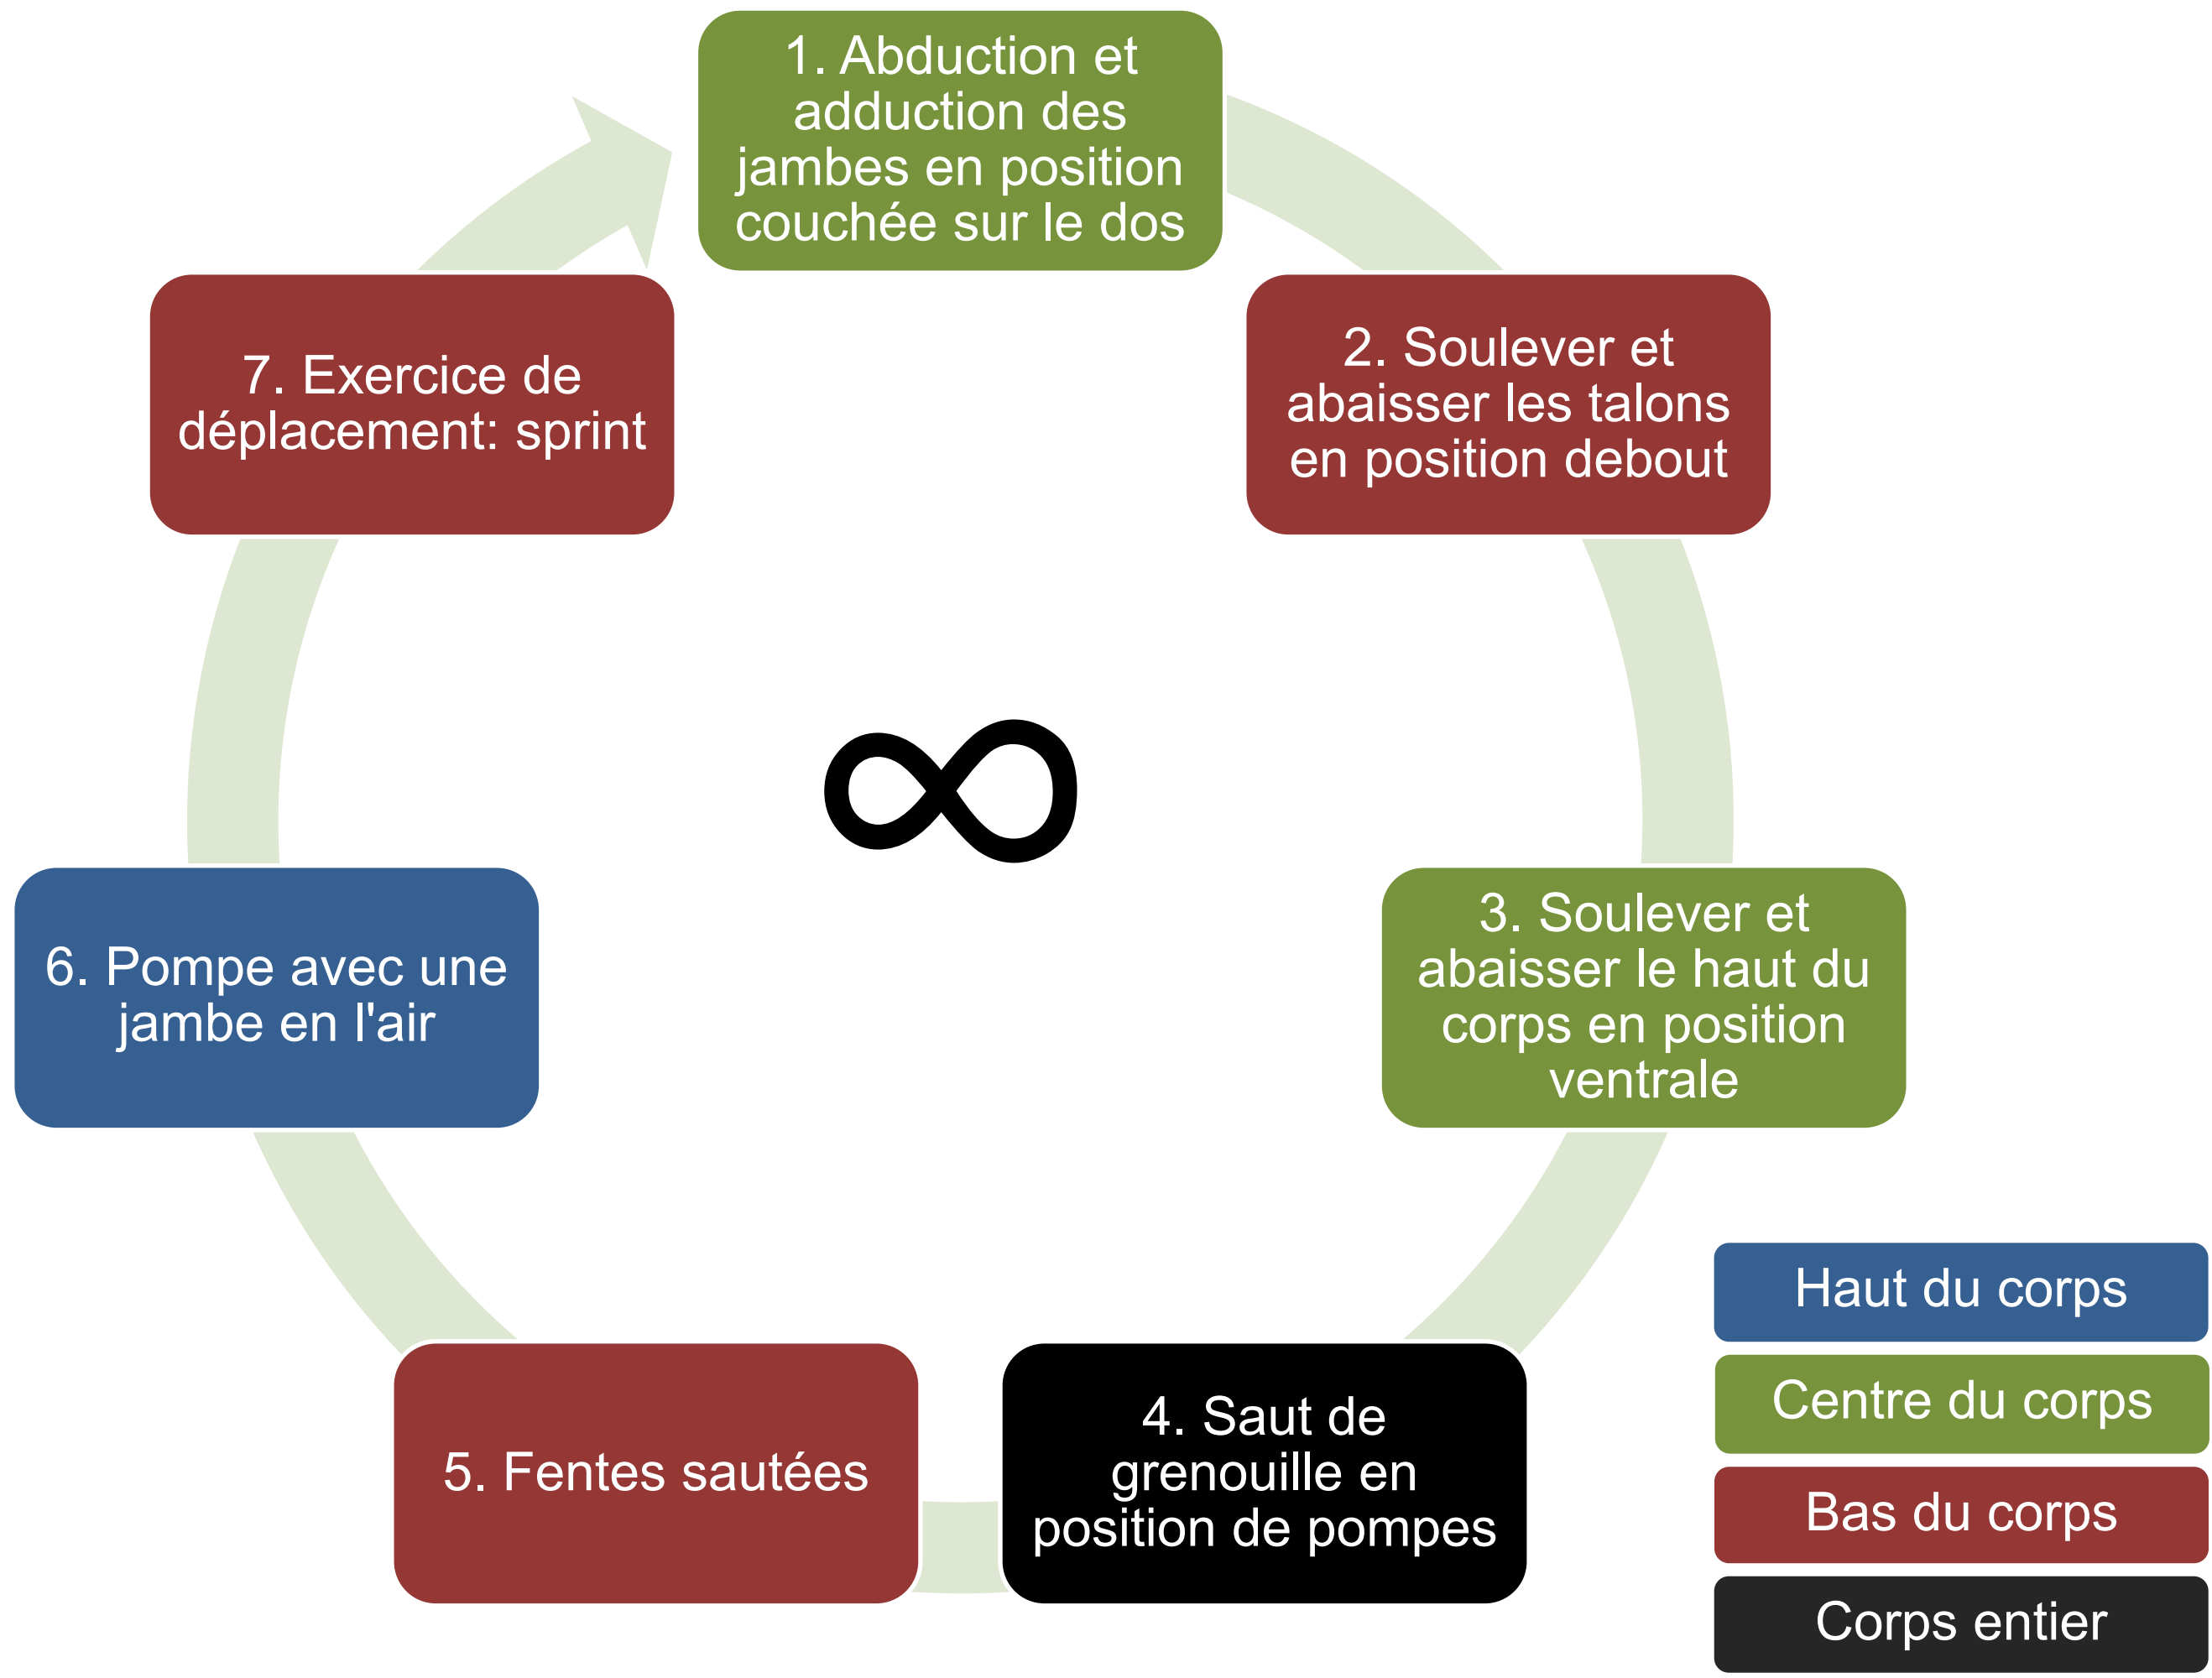 1. Abduction et
adduction des
jambes en position
couchée sur le dos
2. Soulever et
abaisser les talons
en position debout
3. Soulever et
abaisser le haut du
corps en position
ventrale
4. Saut de
grenouille en
position de pompes
5. Fentes sautées
6. Pompe avec une
jambe en l'air
7. Exercice de
déplacement: sprint
Haut du corps
Centre du corps
Bas du corps
Corps entier